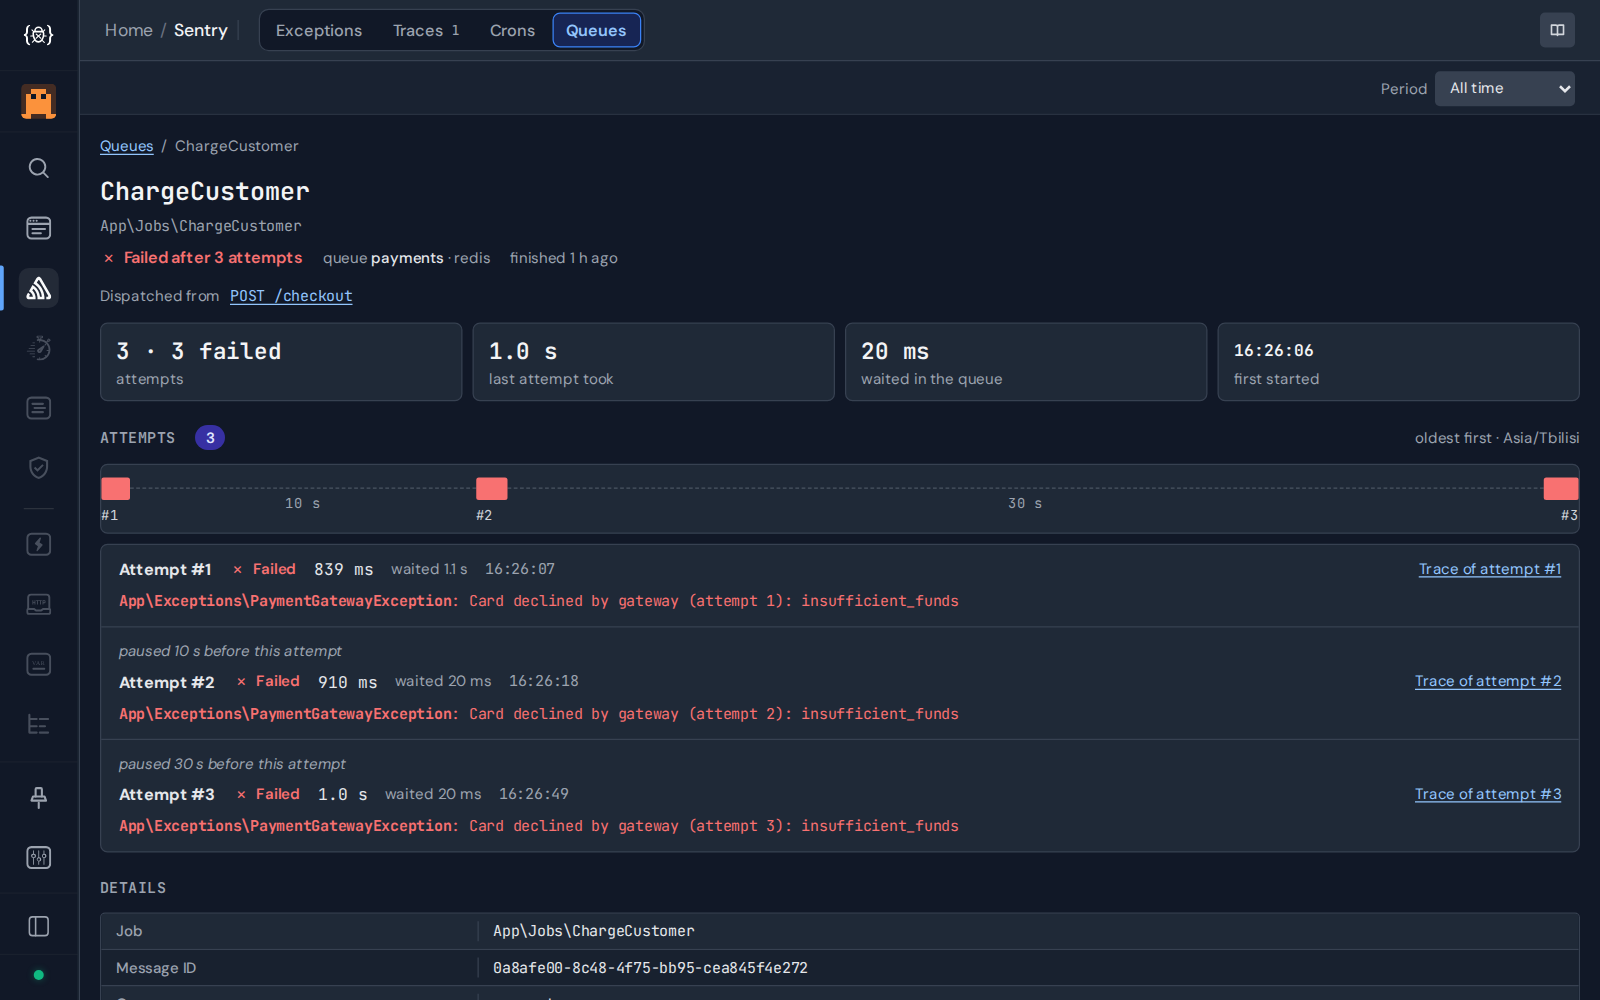 Home / Sentry
Exceptions Traces 1 Crons Queues
Period All time
Queues / ChargeCustomer
ChargeCustomer
App\Jobs\ChargeCustomer
× Failed after 3 attempts queue payments · redis finished 1 h ago
Dispatched from POST /checkout
3 · 3 failed
attempts
1.0 s
last attempt took
20 ms
waited in the queue
16:26:06
first started
ATTEMPTS 3
oldest first · Asia/Tbilisi
10 s 30 s
#1 #2 #3
Attempt #1 × Failed 839 ms waited 1.1 s 16:26:07 Trace of attempt #1
App\Exceptions\PaymentGatewayException: Card declined by gateway (attempt 1): insufficient_funds
paused 10 s before this attempt
Attempt #2 × Failed 910 ms waited 20 ms 16:26:18 Trace of attempt #2
App\Exceptions\PaymentGatewayException: Card declined by gateway (attempt 2): insufficient_funds
paused 30 s before this attempt
Attempt #3 × Failed 1.0 s waited 20 ms 16:26:49 Trace of attempt #3
App\Exceptions\PaymentGatewayException: Card declined by gateway (attempt 3): insufficient_funds
DETAILS
Job App\Jobs\ChargeCustomer
Message ID 0a8afe00-8c48-4f75-bb95-cea845f4e272